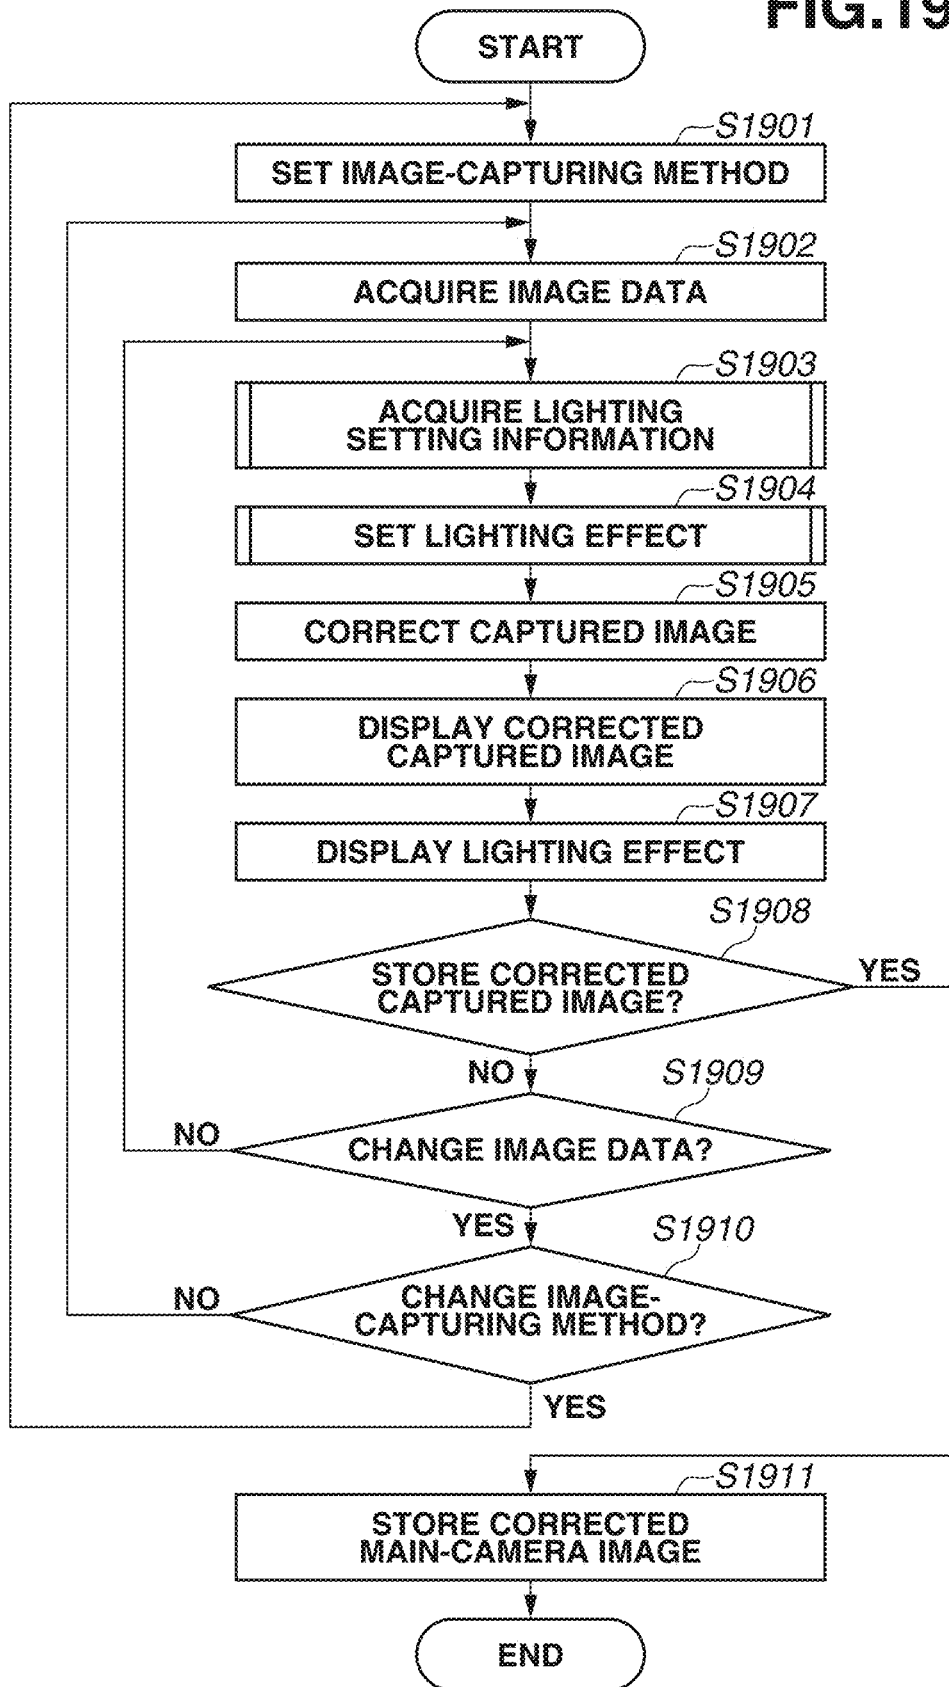 FIG.19
START
S1901
SET IMAGE-CAPTURING METHOD
S1902
ACQUIRE IMAGE DATA
S1903
ACQUIRE LIGHTING
SETTING INFORMATION
S1904
SET LIGHTING EFFECT
S1905
CORRECT CAPTURED IMAGE
S1906
DISPLAY CORRECTED
CAPTURED IMAGE
S1907
DISPLAY LIGHTING EFFECT
S1908
STORE CORRECTED
CAPTURED IMAGE?
YES
NO
S1909
CHANGE IMAGE DATA?
NO
YES
S1910
CHANGE IMAGE-
CAPTURING METHOD?
NO
YES
S1911
STORE CORRECTED
MAIN-CAMERA IMAGE
END